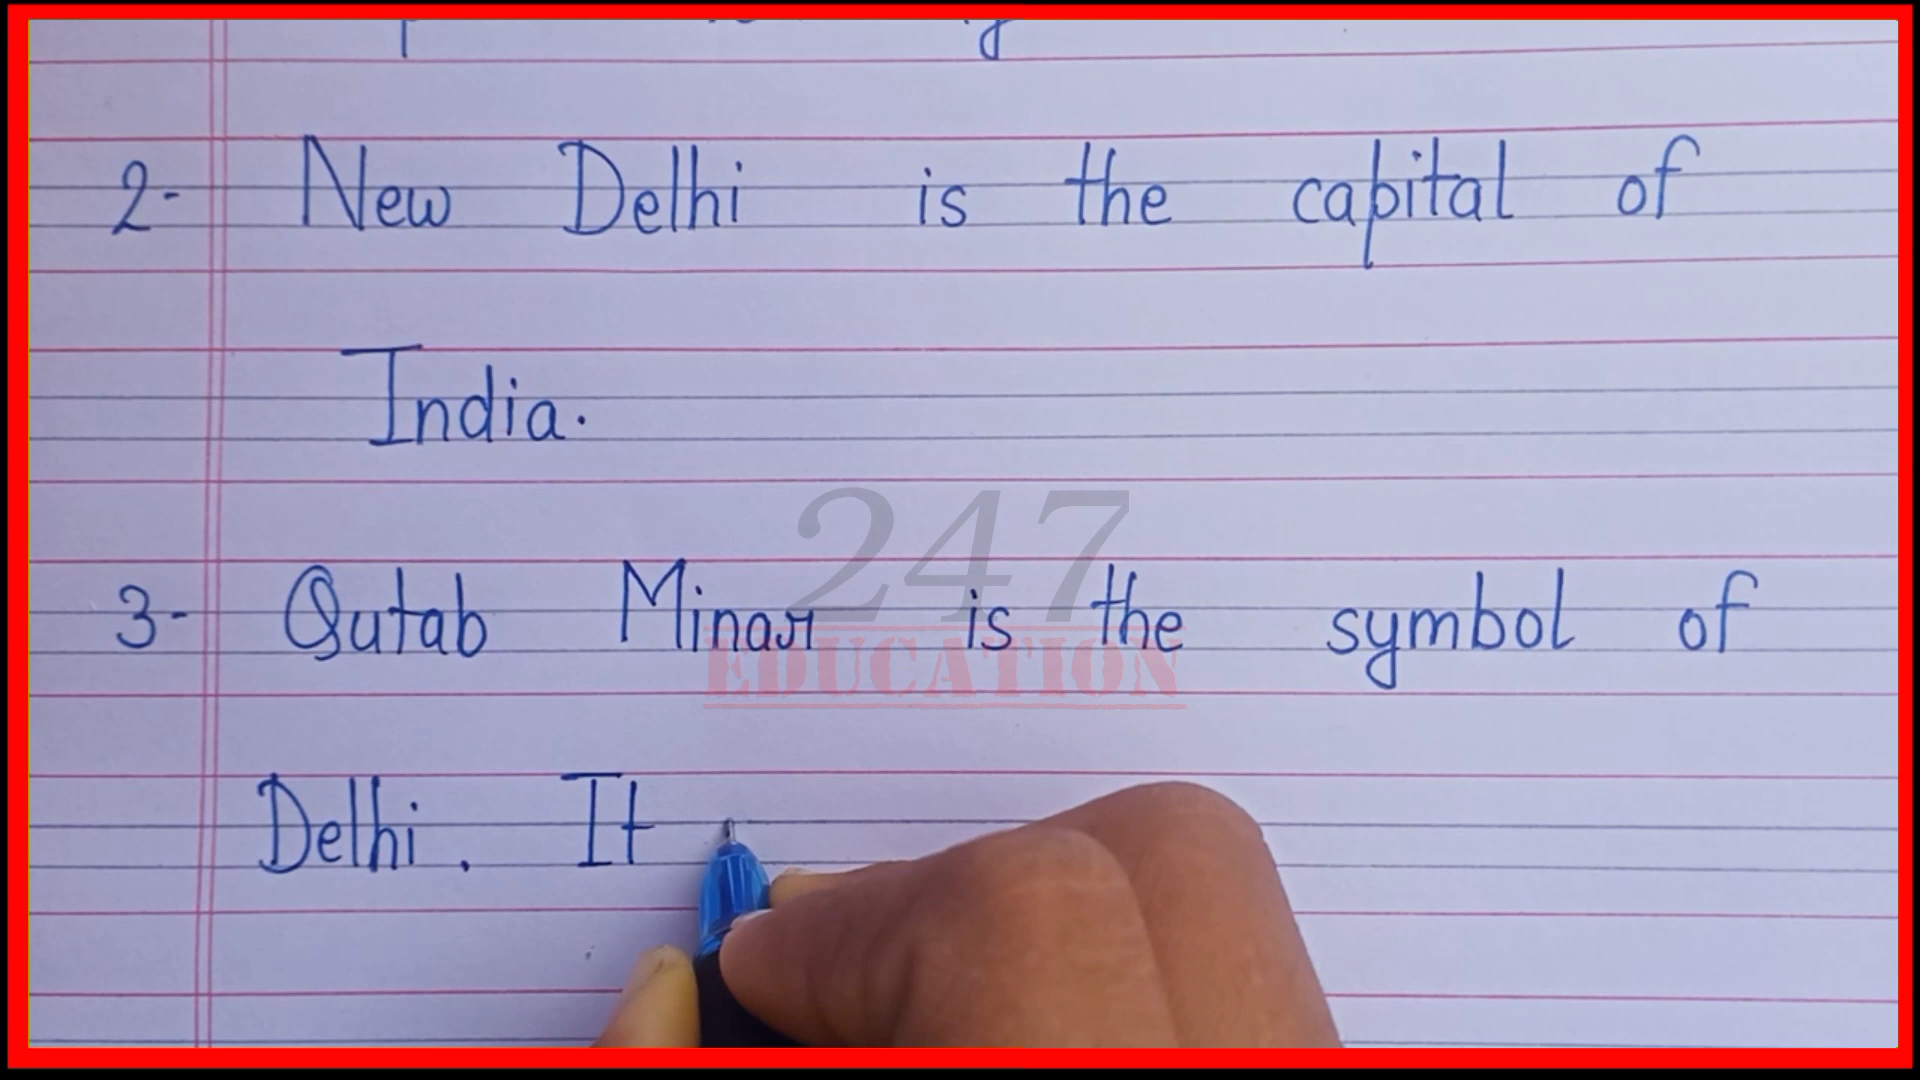 2- New Delhi is the capital of
India.
3- Qutab Minar is the symbol of
Delhi. It
247
EDUCATION